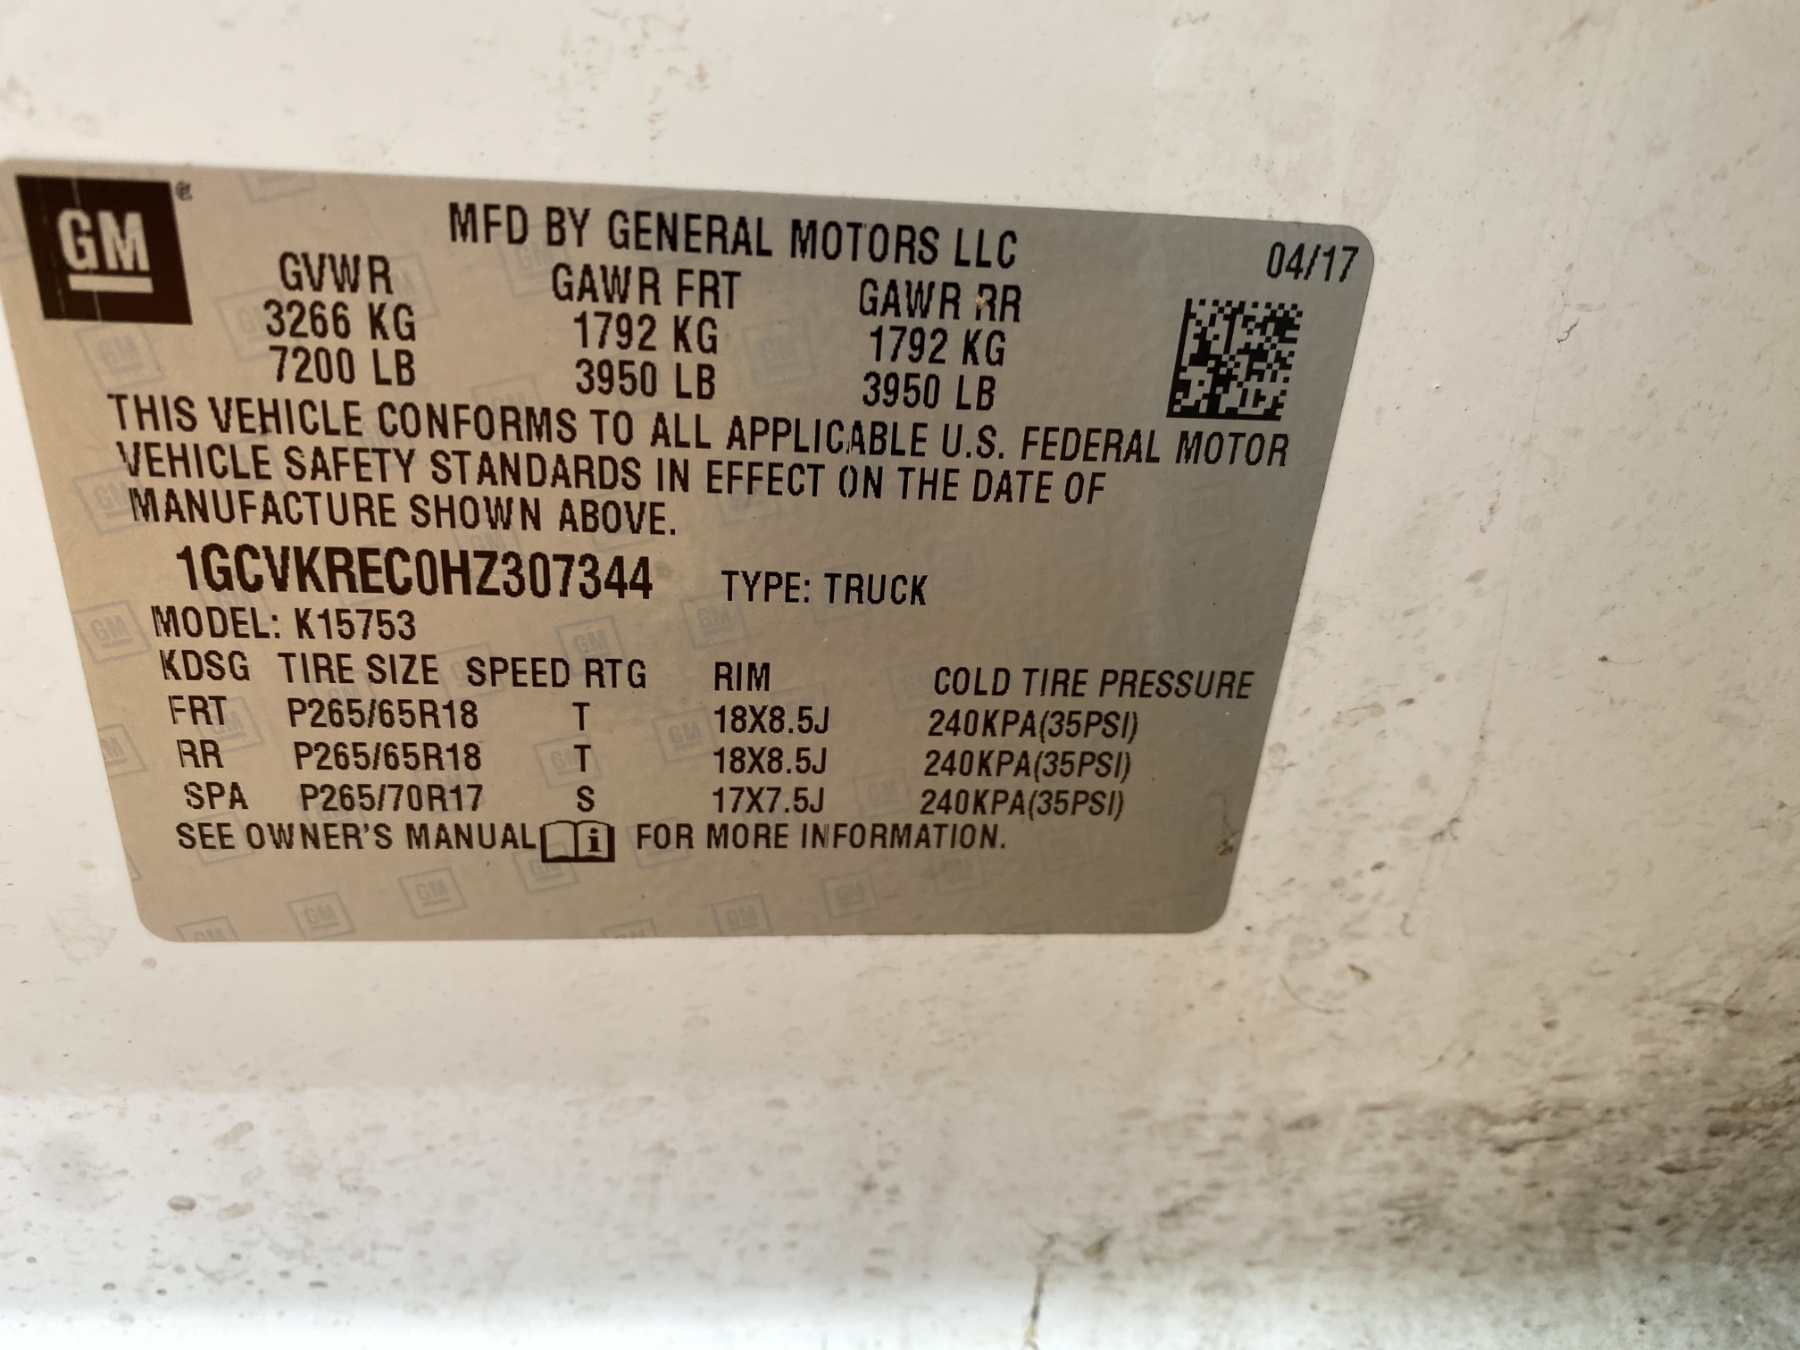 GM ®
MFD BY GENERAL MOTORS LLC 04/17
GVWR GAWR FRT GAWR RR
3266 KG 1792 KG 1792 KG
7200 LB 3950 LB 3950 LB
THIS VEHICLE CONFORMS TO ALL APPLICABLE U.S. FEDERAL MOTOR
VEHICLE SAFETY STANDARDS IN EFFECT ON THE DATE OF
MANUFACTURE SHOWN ABOVE.
1GCVKREC0HZ307344 TYPE: TRUCK
MODEL: K15753
KDSG TIRE SIZE SPEED RTG RIM COLD TIRE PRESSURE
FRT P265/65R18 T 18X8.5J 240KPA(35PSI)
RR P265/65R18 T 18X8.5J 240KPA(35PSI)
SPA P265/70R17 S 17X7.5J 240KPA(35PSI)
SEE OWNER'S MANUAL i FOR MORE INFORMATION.